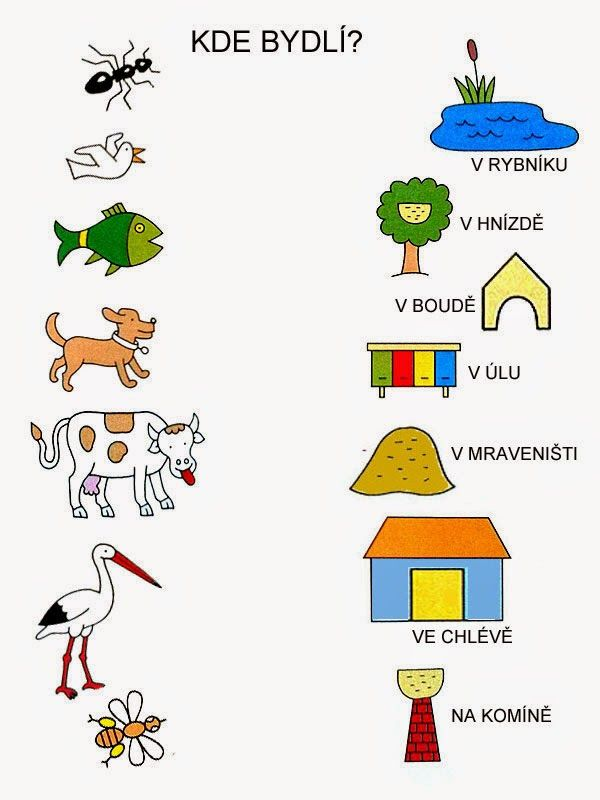 KDE BYDLÍ?
V RYBNÍKU
V HNÍZDĚ
V BOUDĚ
V ÚLU
V MRAVENIŠTI
VE CHLÉVĚ
NA KOMÍNĚ